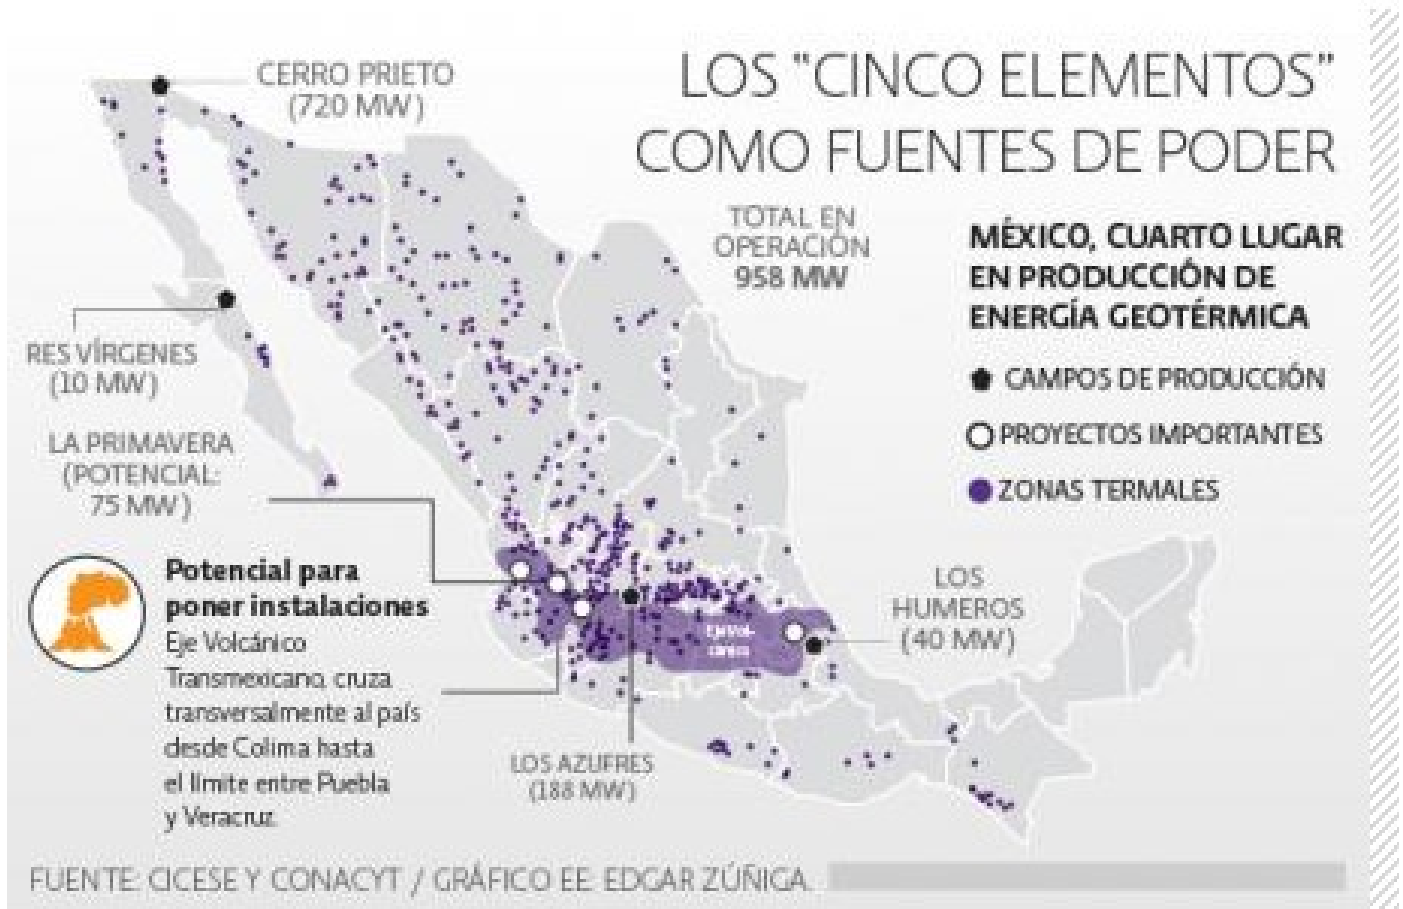 LOS "CINCO ELEMENTOS"
COMO FUENTES DE PODER
CERRO PRIETO
(720 MW)
TOTAL EN
OPERACIÓN
958 MW
MÉXICO, CUARTO LUGAR
EN PRODUCCIÓN DE
ENERGÍA GEOTÉRMICA
CAMPOS DE PRODUCCIÓN
PROYECTOS IMPORTANTES
ZONAS TERMALES
RES VÍRGENES
(10 MW)
LA PRIMAVERA
(POTENCIAL:
75 MW)
Potencial para
poner instalaciones
Eje Volcánico
Transmexicano, cruza
transversalmente al país
desde Colima hasta
el límite entre Puebla
y Veracruz.
Eje Vol-
cánico
LOS
HUMEROS
(40 MW)
LOS AZUFRES
(188 MW)
FUENTE: CICESE Y CONACYT / GRÁFICO EE: EDGAR ZÚÑIGA.